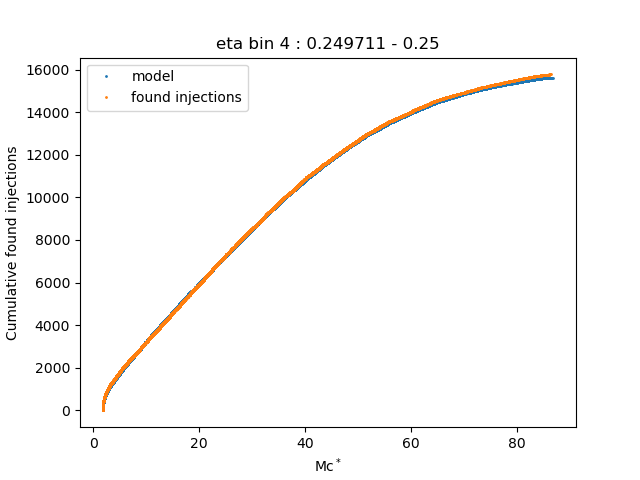 eta bin 4 : 0.249711 - 0.25
model
found injections
Cumulative found injections
16000
14000
12000
10000
8000
6000
4000
2000
0
0 20 40 60 80
Mc*